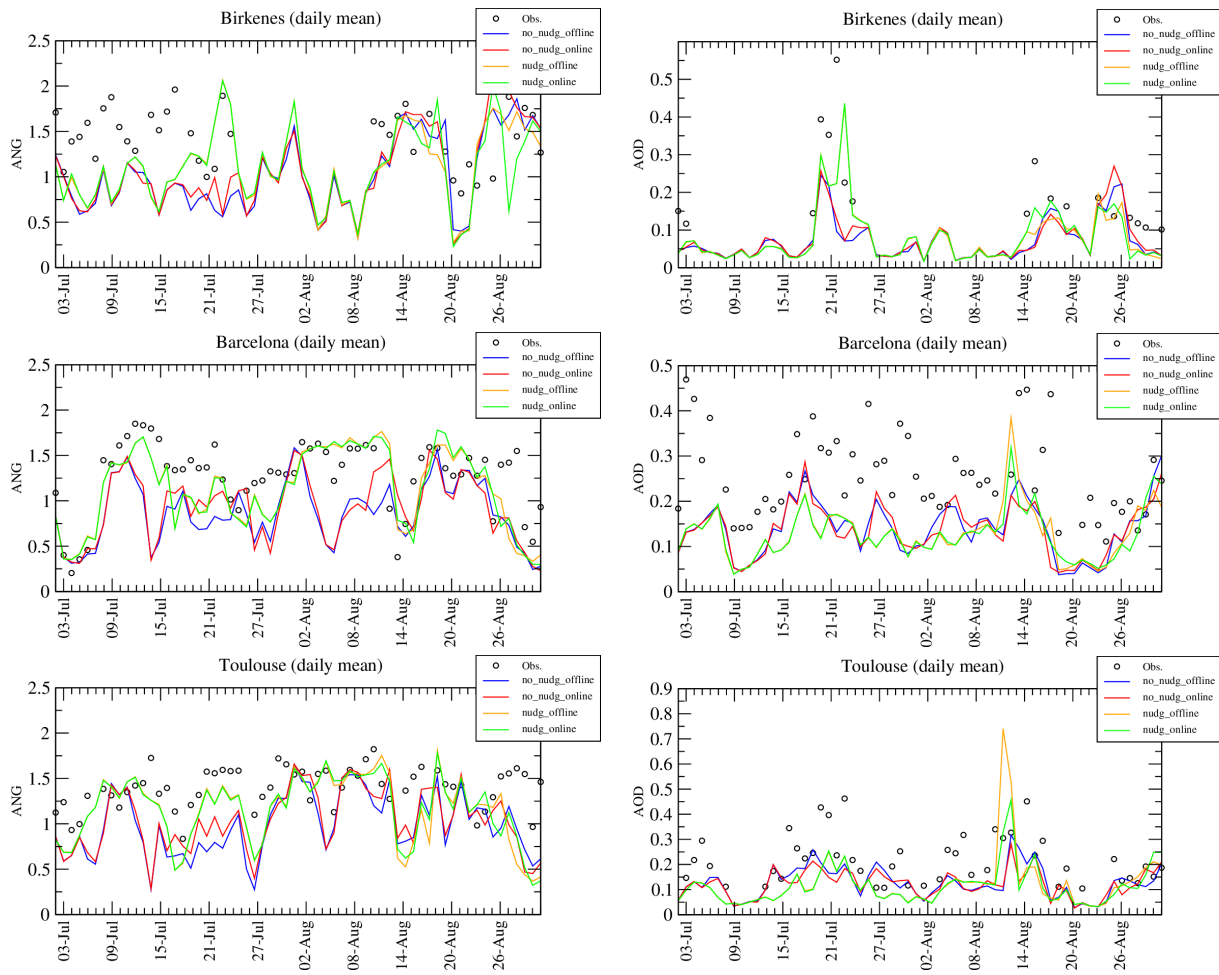 Birkenes (daily mean)
Obs.
no_nudg_offline
no_nudg_online
nudg_offline
nudg_online
2.5
2
1.5
1
0.5
0
ANG
03-Jul
09-Jul
15-Jul
21-Jul
27-Jul
02-Aug
08-Aug
14-Aug
20-Aug
26-Aug
Birkenes (daily mean)
Obs.
no_nudg_offline
no_nudg_online
nudg_offline
nudg_online
0.5
0.4
0.3
0.2
0.1
0
AOD
03-Jul
09-Jul
15-Jul
21-Jul
27-Jul
02-Aug
08-Aug
14-Aug
20-Aug
26-Aug
Barcelona (daily mean)
Obs.
no_nudg_offline
no_nudg_online
nudg_offline
nudg_online
2.5
2
1.5
1
0.5
0
ANG
03-Jul
09-Jul
15-Jul
21-Jul
27-Jul
02-Aug
08-Aug
14-Aug
20-Aug
26-Aug
Barcelona (daily mean)
Obs.
no_nudg_offline
no_nudg_online
nudg_offline
nudg_online
0.5
0.4
0.3
0.2
0.1
0
AOD
03-Jul
09-Jul
15-Jul
21-Jul
27-Jul
02-Aug
08-Aug
14-Aug
20-Aug
26-Aug
Toulouse (daily mean)
Obs.
no_nudg_offline
no_nudg_online
nudg_offline
nudg_online
2.5
2
1.5
1
0.5
0
ANG
03-Jul
09-Jul
15-Jul
21-Jul
27-Jul
02-Aug
08-Aug
14-Aug
20-Aug
26-Aug
Toulouse (daily mean)
Obs.
no_nudg_offline
no_nudg_online
nudg_offline
nudg_online
0.9
0.8
0.7
0.6
0.5
0.4
0.3
0.2
0.1
0
AOD
03-Jul
09-Jul
15-Jul
21-Jul
27-Jul
02-Aug
08-Aug
14-Aug
20-Aug
26-Aug